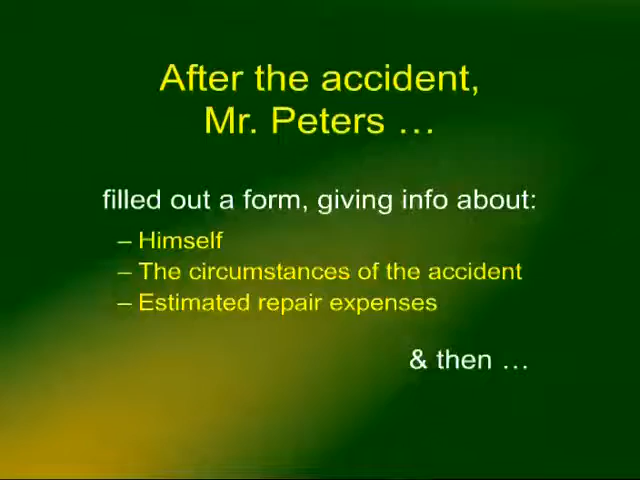 After the accident,
Mr. Peters …
filled out a form, giving info about:
– Himself
– The circumstances of the accident
– Estimated repair expenses
& then …